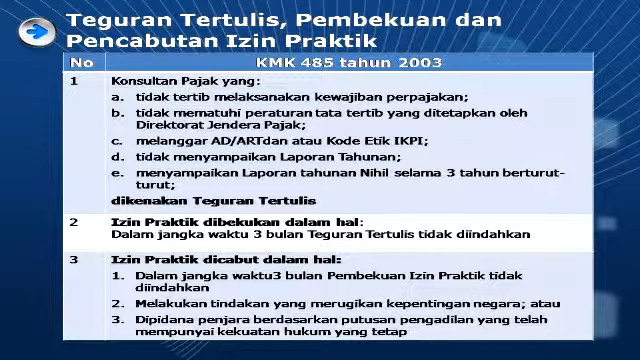 Teguran Tertulis, Pembekuan dan
Pencabutan Izin Praktik
No KMK 485 tahun 2003
1 Konsultan Pajak yang:
a. tidak tertib melaksanakan kewajiban perpajakan;
b. tidak mematuhi peraturan tata tertib yang ditetapkan oleh
Direktorat Jendera Pajak;
c. melanggar AD/ARTdan atau Kode Etik IKPI;
d. tidak menyampaikan Laporan Tahunan;
e. menyampaikan Laporan tahunan Nihil selama 3 tahun berturut-
turut;
dikenakan Teguran Tertulis
2 Izin Praktik dibekukan dalam hal:
Dalam jangka waktu 3 bulan Teguran Tertulis tidak diindahkan
3 Izin Praktik dicabut dalam hal:
1. Dalam jangka waktu3 bulan Pembekuan Izin Praktik tidak
diindahkan
2. Melakukan tindakan yang merugikan kepentingan negara; atau
3. Dipidana penjara berdasarkan putusan pengadilan yang telah
mempunyai kekuatan hukum yang tetap